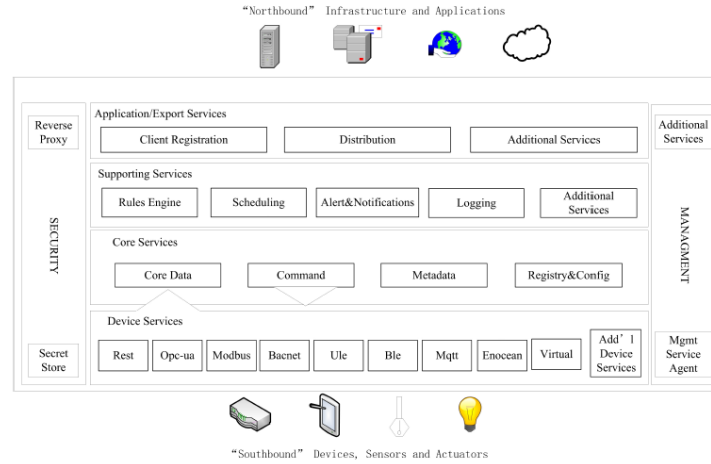 “Northbound” Infrastructure and Applications
Reverse
Proxy
SECURITY
Secret
Store
Application/Export Services
Client Registration
Distribution
Additional Services
Supporting Services
Rules Engine
Scheduling
Alert&Notifications
Logging
Additional
Services
Core Services
Core Data
Command
Metadata
Registry&Config
Device Services
Rest
Opc-ua
Modbus
Bacnet
Ule
Ble
Mqtt
Enocean
Virtual
Add’l
Device
Services
Additional
Services
MANAGMENT
Mgmt
Service
Agent
“Southbound” Devices, Sensors and Actuators